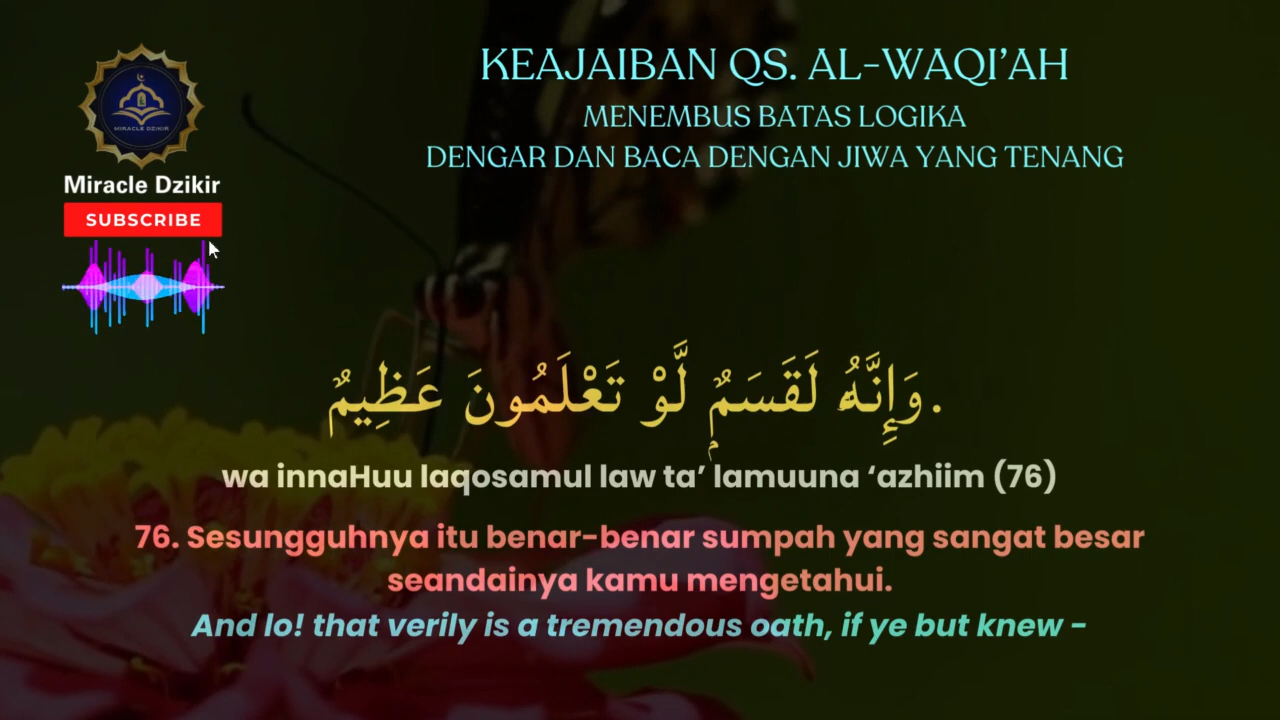 KEAJAIBAN QS. AL-WAQI’AH
MENEMBUS BATAS LOGIKA
DENGAR DAN BACA DENGAN JIWA YANG TENANG
MIRACLE DZIKIR
Miracle Dzikir
SUBSCRIBE
.وَإِنَّهُۥ لَقَسَمٌۭ لَّوْ تَعْلَمُونَ عَظِيمٌ
wa innaHuu laqosamul law ta’ lamuuna ‘azhiim (76)
76. Sesungguhnya itu benar-benar sumpah yang sangat besar
seandainya kamu mengetahui.
And lo! that verily is a tremendous oath, if ye but knew -